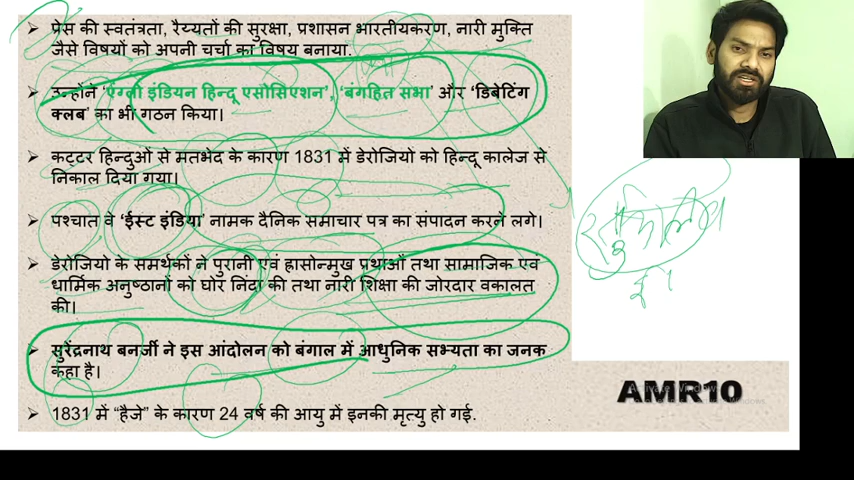 ➤ प्रेस की स्वतंत्रता, रैय्यतों की सुरक्षा, प्रशासन भारतीयकरण, नारी मुक्ति
जैसे विषयों को अपनी चर्चा का विषय बनाया.
➤ उन्होंने 'एंग्लो इंडियन हिन्दू एसोसिएशन', 'बंगहित सभा' और 'डिबेटिंग
क्लब' का भी गठन किया।
➤ कट्टर हिन्दुओं से मतभेद के कारण 1831 में डेरोजियो को हिन्दू कालेज से
निकाल दिया गया।
➤ पश्चात वे 'ईस्ट इंडिया' नामक दैनिक समाचार पत्र का संपादन करने लगे।
➤ डेरोजियो के समर्थकों ने पुरानी एवं ह्रासोन्मुख प्रथाओं तथा सामाजिक एवं
धार्मिक अनुष्ठानों को घोर निंदा की तथा नारी शिक्षा की जोरदार वकालत
की।
➤ सुरेंद्रनाथ बनर्जी ने इस आंदोलन को बंगाल में आधुनिक सभ्यता का जनक
कहा है।
➤ 1831 में "हैजे" के कारण 24 वर्ष की आयु में इनकी मृत्यु हो गई.
AMR10